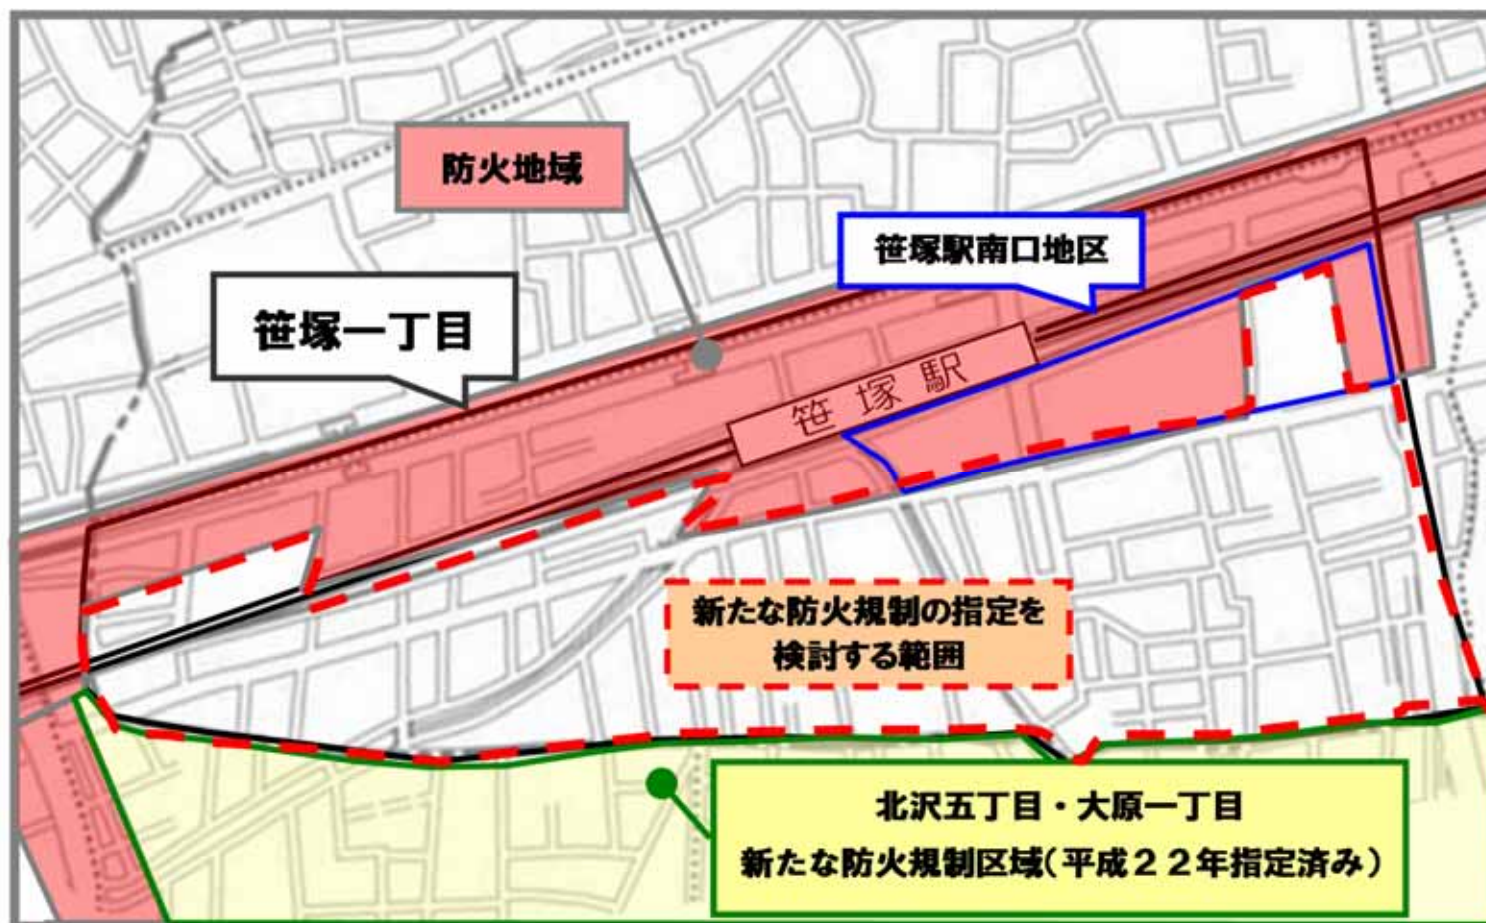 防火地域
笹塚駅南口地区
笹塚一丁目
笹塚駅
新たな防火規制の指定を
検討する範囲
北沢五丁目・大原一丁目
新たな防火規制区域(平成22年指定済み)